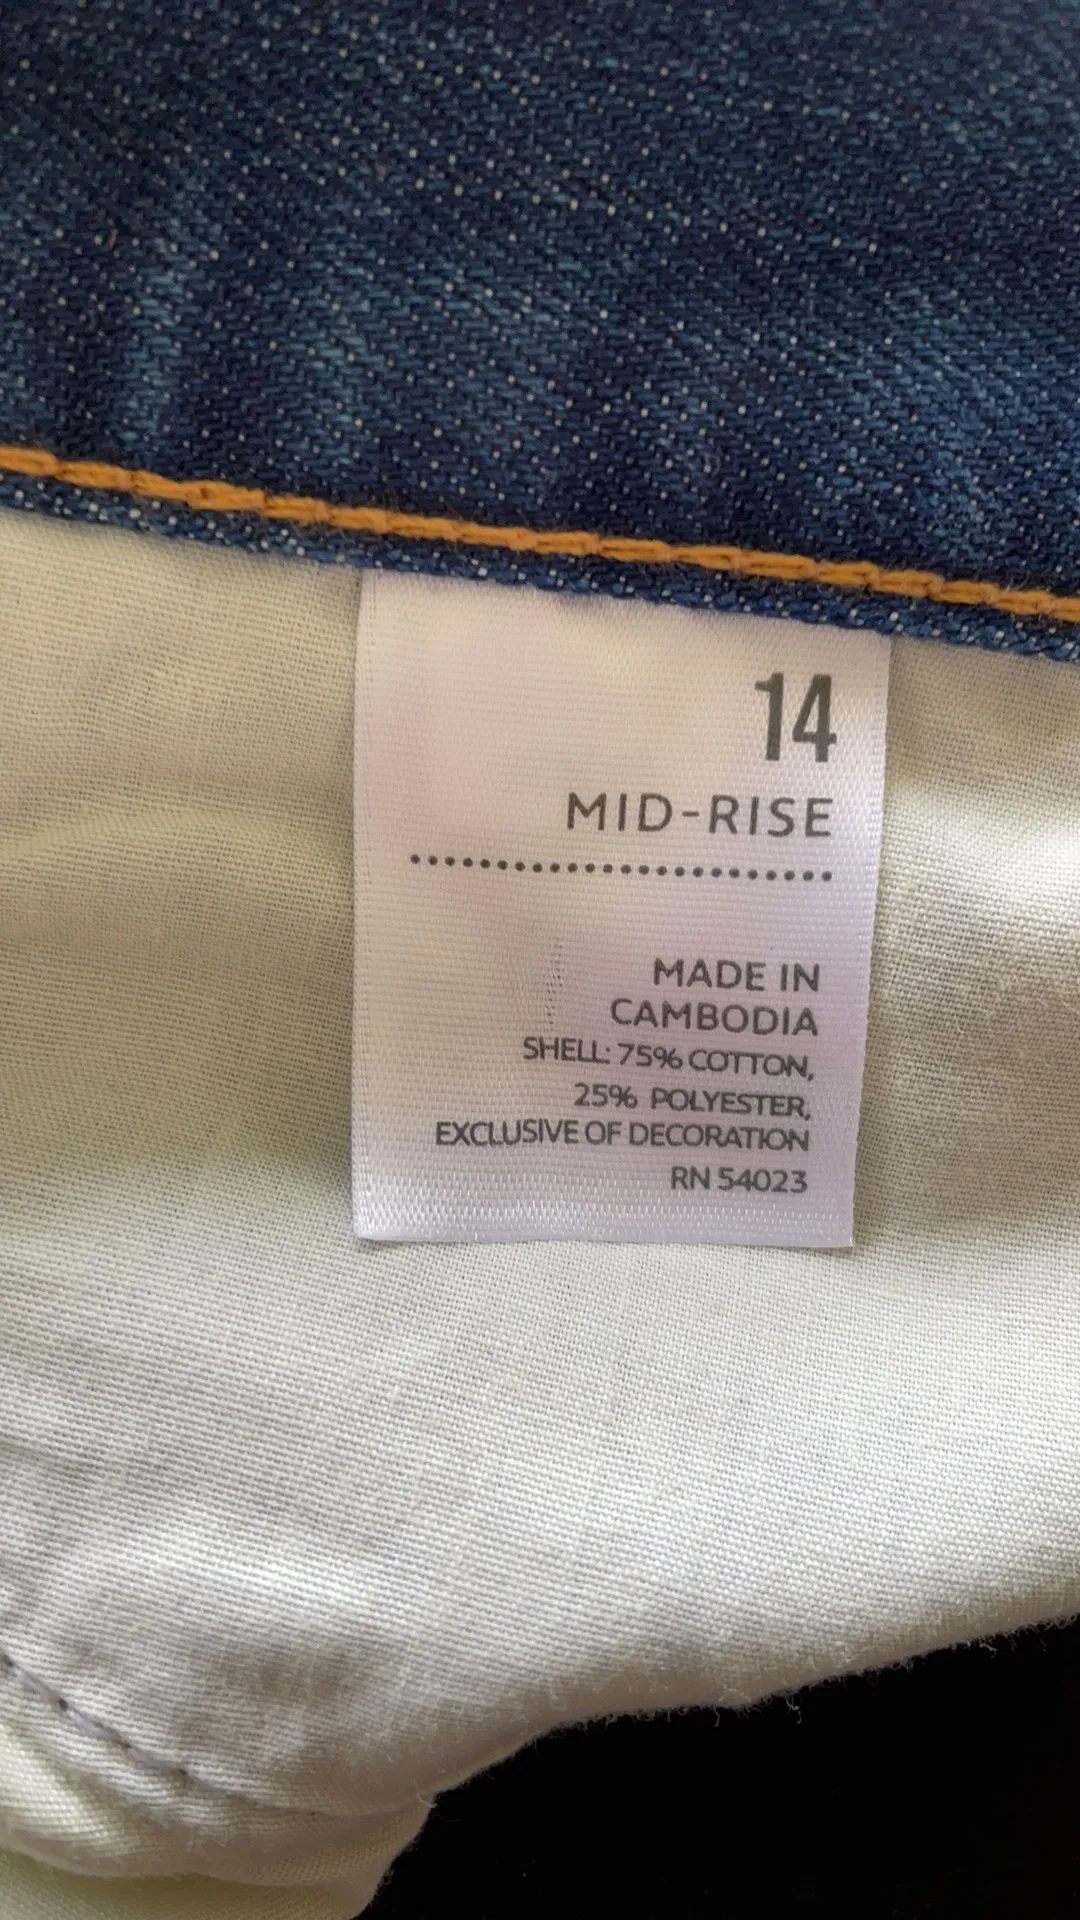 14
MID-RISE
MADE IN
CAMBODIA
SHELL: 75% COTTON,
25% POLYESTER,
EXCLUSIVE OF DECORATION
RN 54023